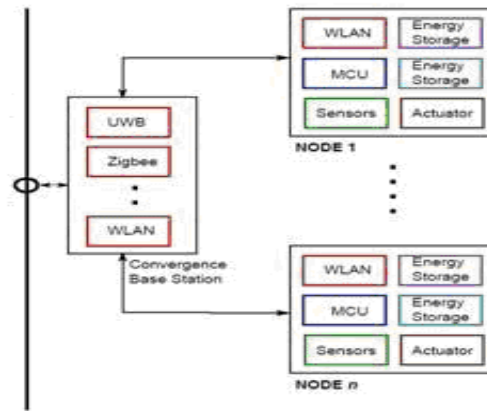 WLAN
Energy
Storage
MCU
Energy
Storage
Sensors
Actuator
NODE 1
UWB
Zigbee
WLAN
Convergence
Base Station
WLAN
Energy
Storage
MCU
Energy
Storage
Sensors
Actuator
NODE n